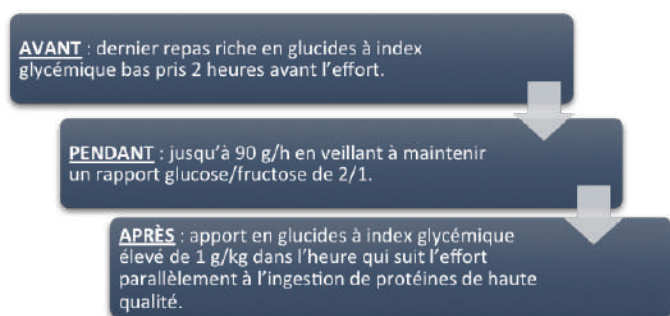 AVANT : dernier repas riche en glucides à index
glycémique bas pris 2 heures avant l’effort.
PENDANT : jusqu’à 90 g/h en veillant à maintenir
un rapport glucose/fructose de 2/1.
APRÈS : apport en glucides à index glycémique
élevé de 1 g/kg dans l’heure qui suit l’effort
parallèlement à l’ingestion de protéines de haute
qualité.